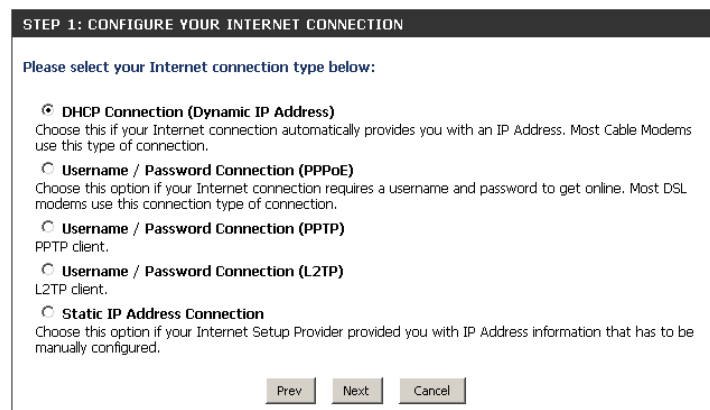 STEP 1: CONFIGURE YOUR INTERNET CONNECTION
Please select your Internet connection type below:
DHCP Connection (Dynamic IP Address)
Choose this if your Internet connection automatically provides you with an IP Address. Most Cable Modems
use this type of connection.
Username / Password Connection (PPPoE)
Choose this option if your Internet connection requires a username and password to get online. Most DSL
modems use this connection type of connection.
Username / Password Connection (PPTP)
PPTP client.
Username / Password Connection (L2TP)
L2TP client.
Static IP Address Connection
Choose this option if your Internet Setup Provider provided you with IP Address information that has to be
manually configured.
Prev Next Cancel